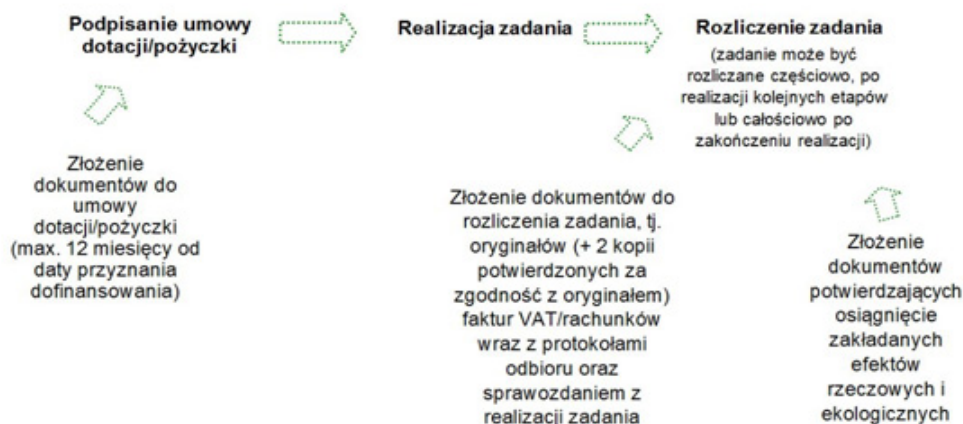 Podpisanie umowy
dotacji/pożyczki
Realizacja zadania
Rozliczenie zadania
(zadanie może być
rozliczane częściowo, po
realizacji kolejnych etapów
lub całościowo po
zakończeniu realizacji)
Złożenie
dokumentów do
umowy
dotacji/pożyczki
(max. 12 miesięcy od
daty przyznania
dofinansowania)
Złożenie dokumentów do
rozliczenia zadania, tj.
oryginałów (+ 2 kopii
potwierdzonych za
zgodność z oryginałem)
faktur VAT/rachunków
wraz z protokołami
odbioru oraz
sprawozdaniem z
realizacji zadania
Złożenie
dokumentów
potwierdzających
osiągnięcie
zakładanych
efektów
rzeczowych i
ekologicznych